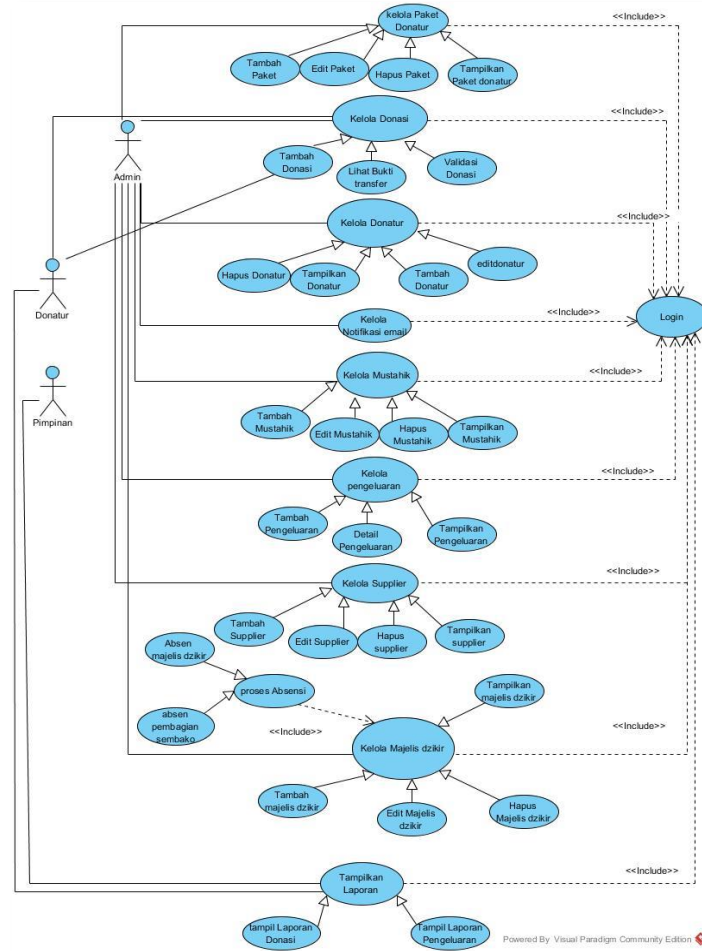 kelola Paket
Donatur
<<Include>>
Tambah
Paket
Edit Paket
Hapus Paket
Tampilkan
Paket donatur
Kelola Donasi
<<Include>>
Admin
Tambah
Donasi
Lihat Bukti
transfer
Validasi
Donasi
Kelola Donatur
<<Include>>
Hapus Donatur
Tampilkan
Donatur
Tambah
Donatur
editdonatur
Donatur
Kelola
Notifikasi email
<<Include>>
Login
Pimpinan
Kelola Mustahik
<<Include>>
Tambah
Mustahik
Edit Mustahik
Hapus
Mustahik
Tampilkan
Mustahik
Kelola
pengeluaran
<<Include>>
Tambah
Pengeluaran
Detail
Pengeluaran
Tampilkan
Pengeluaran
Kelola Supplier
<<Include>>
Tambah
Supplier
Edit Supplier
Hapus
supplier
Tampilkan
supplier
Absen
majelis dzikir
proses Absensi
absen
pembagian
sembako
<<Include>>
Tampilkan
majelis dzikir
Kelola Majelis dzikir
<<Include>>
Tambah
majelis dzikir
Edit Majelis
dzikir
Hapus
Majelis dzikir
Tampilkan
Laporan
<<Include>>
tampil Laporan
Donasi
Tampil Laporan
Pengeluaran
Powered By Visual Paradigm Community Edition